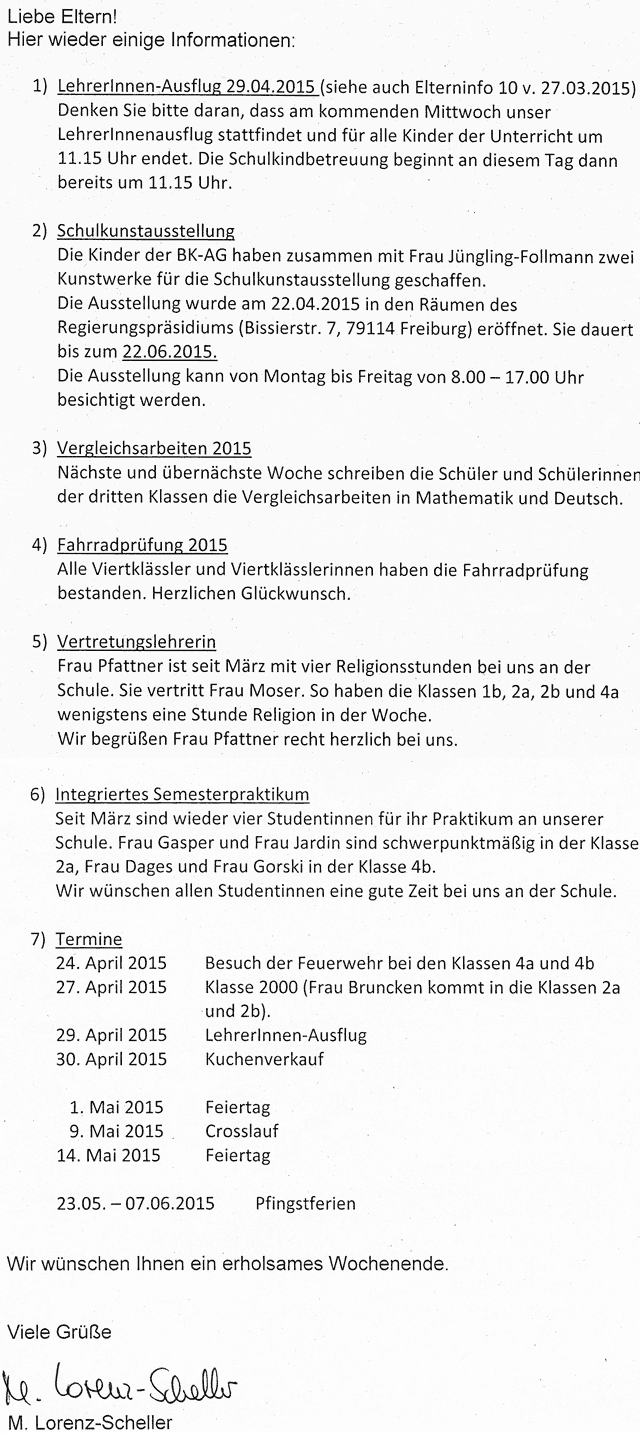 Liebe Eltern!
Hier wieder einige Informationen:
1) LehrerInnen-Ausflug 29.04.2015 (siehe auch Elterninfo 10 v. 27.03.2015)
Denken Sie bitte daran, dass am kommenden Mittwoch unser
LehrerInnenausflug stattfindet und für alle Kinder der Unterricht um
11.15 Uhr endet. Die Schulkindbetreuung beginnt an diesem Tag dann
bereits um 11.15 Uhr.
2) Schulkunstausstellung
Die Kinder der BK-AG haben zusammen mit Frau Jüngling-Follmann zwei
Kunstwerke für die Schulkunstausstellung geschaffen.
Die Ausstellung wurde am 22.04.2015 in den Räumen des
Regierungspräsidiums (Bissierstr. 7, 79114 Freiburg) eröffnet. Sie dauert
bis zum 22.06.2015.
Die Ausstellung kann von Montag bis Freitag von 8.00 – 17.00 Uhr
besichtigt werden.
3) Vergleichsarbeiten 2015
Nächste und übernächste Woche schreiben die Schüler und Schülerinnen
der dritten Klassen die Vergleichsarbeiten in Mathematik und Deutsch.
4) Fahrradprüfung 2015
Alle Viertklässler und Viertklässlerinnen haben die Fahrradprüfung
bestanden. Herzlichen Glückwunsch.
5) Vertretungslehrerin
Frau Pfattner ist seit März mit vier Religionsstunden bei uns an der
Schule. Sie vertritt Frau Moser. So haben die Klassen 1b, 2a, 2b und 4a
wenigstens eine Stunde Religion in der Woche.
Wir begrüßen Frau Pfattner recht herzlich bei uns.
6) Integriertes Semesterpraktikum
Seit März sind wieder vier Studentinnen für ihr Praktikum an unserer
Schule. Frau Gasper und Frau Jardin sind schwerpunktmäßig in der Klasse
2a, Frau Dages und Frau Gorski in der Klasse 4b.
Wir wünschen allen Studentinnen eine gute Zeit bei uns an der Schule.
7) Termine
24. April 2015 Besuch der Feuerwehr bei den Klassen 4a und 4b
27. April 2015 Klasse 2000 (Frau Bruncken kommt in die Klassen 2a
und 2b).
29. April 2015 LehrerInnen-Ausflug
30. April 2015 Kuchenverkauf
1. Mai 2015 Feiertag
9. Mai 2015 Crosslauf
14. Mai 2015 Feiertag
23.05. – 07.06.2015 Pfingstferien
Wir wünschen Ihnen ein erholsames Wochenende.
Viele Grüße
M. Lorenz-Scheller
M. Lorenz-Scheller